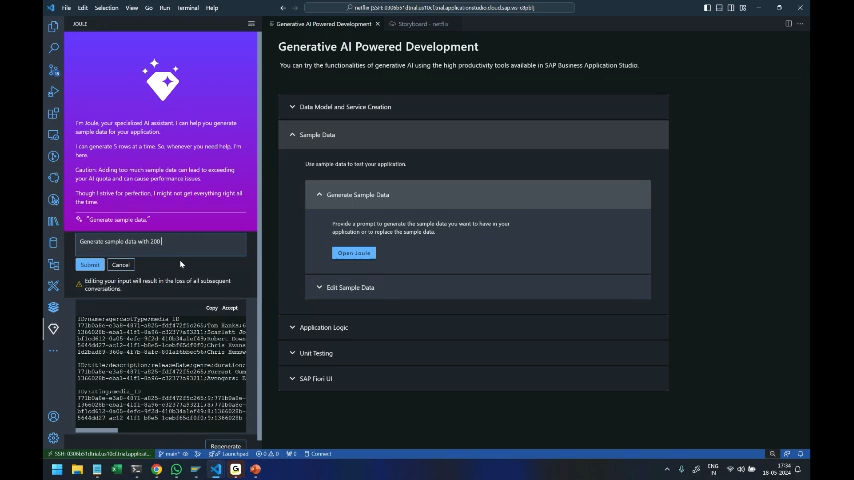 File Edit Selection View Go Run Terminal Help
JOULE
Generative AI Powered Development
Storyboard - netflix
I'm Joule, your specialized AI assistant. I can help you generate
sample data for your application.
I can generate 5 rows at a time. So, whenever you need help, I'm
here.
Caution: Adding too much sample data can lead to exceeding
your AI quota and can cause performance issues.
Though I strive for perfection, I might not get everything right all
the time.
"Generate sample data."
Generate sample data with 200
Submit Cancel
Editing your input will result in the loss of all subsequent
conversations.
Copy Accept
Regenerate
Generative AI Powered Development
You can try the functionalities of generative AI using the high productivity tools available in SAP Business Application Studio.
Data Model and Service Creation
Sample Data
Use sample data to test your application.
Generate Sample Data
Provide a prompt to generate the sample data you want to have in your
application or to replace the sample data.
Open Joule
Edit Sample Data
Application Logic
Unit Testing
SAP Fiori UI
main* Launchpad 0 0 0 Connect
ENG
IN
17:34
18-05-2024